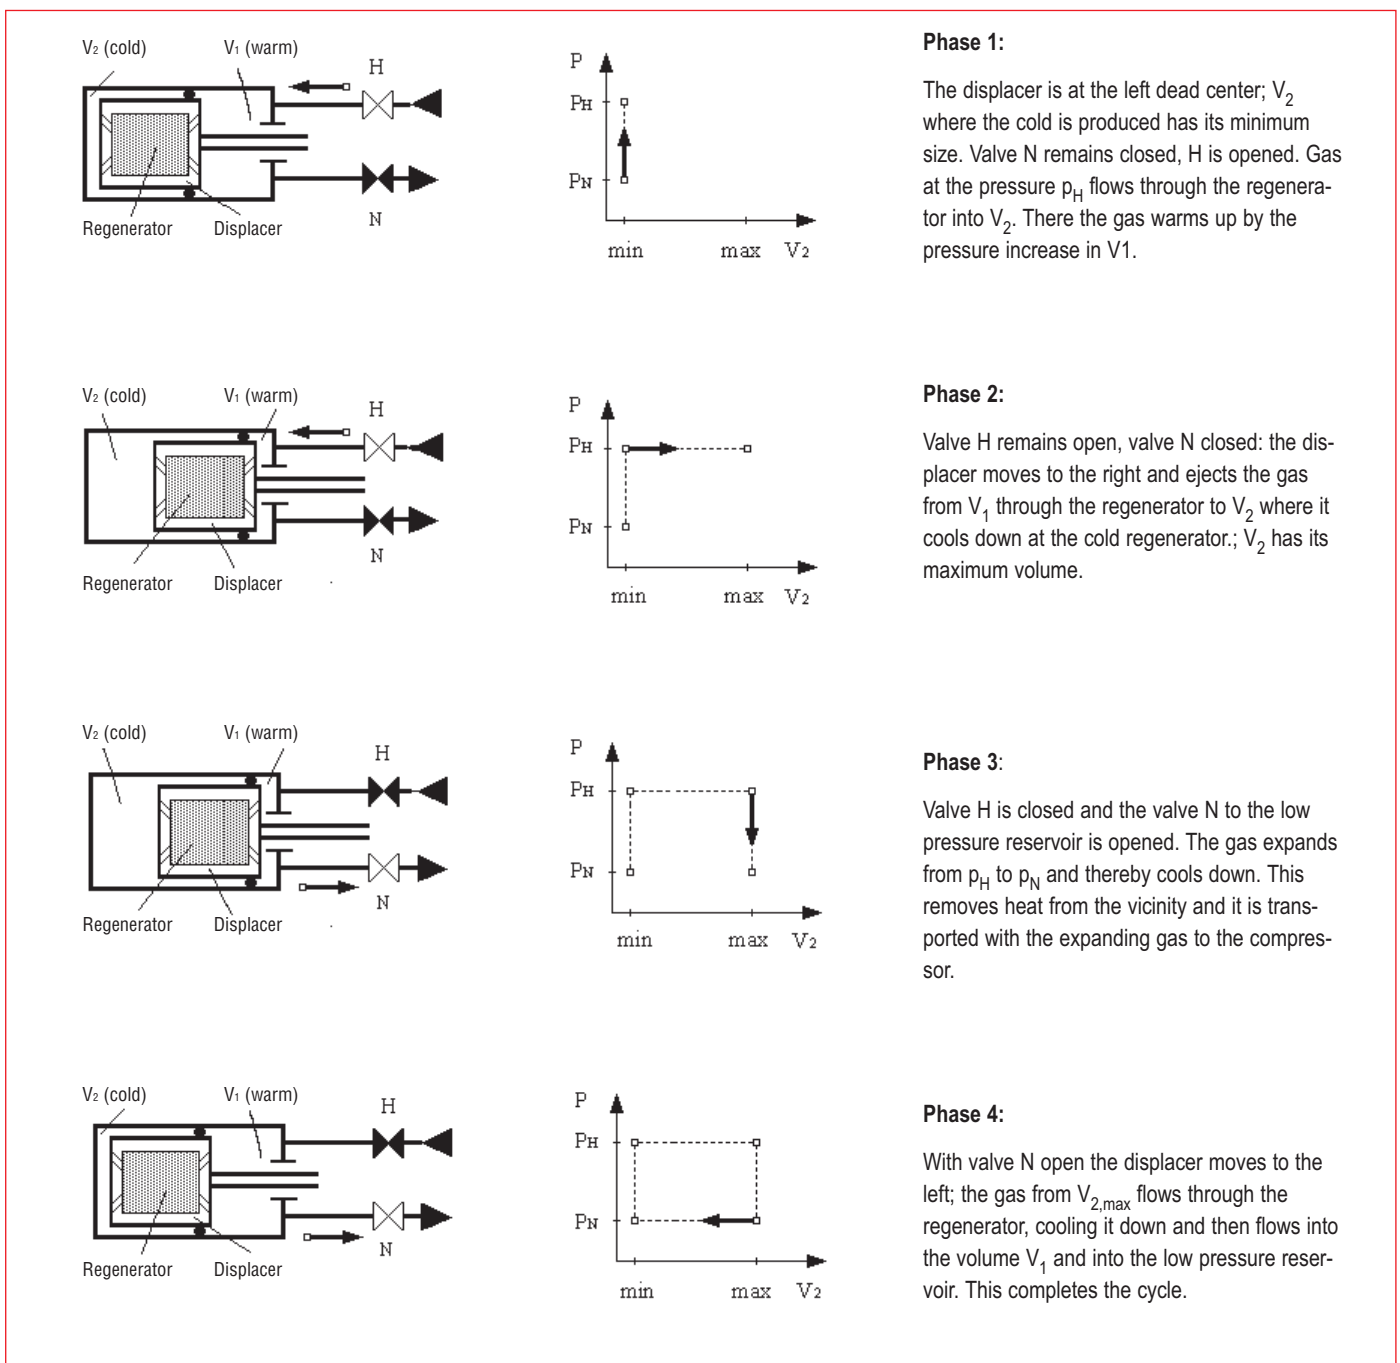 V₂ (cold)
V₁ (warm)
H
N
Regenerator
Displacer
P
PH
PN
min
max
V₂
Phase 1:
The displacer is at the left dead center; V₂
where the cold is produced has its minimum
size. Valve N remains closed, H is opened. Gas
at the pressure pH flows through the regenera-
tor into V₂. There the gas warms up by the
pressure increase in V1.
V₂ (cold)
V₁ (warm)
H
N
Regenerator
Displacer
P
PH
PN
min
max
V₂
Phase 2:
Valve H remains open, valve N closed: the dis-
placer moves to the right and ejects the gas
from V₁ through the regenerator to V₂ where it
cools down at the cold regenerator.; V₂ has its
maximum volume.
V₂ (cold)
V₁ (warm)
H
N
Regenerator
Displacer
P
PH
PN
min
max
V₂
Phase 3:
Valve H is closed and the valve N to the low
pressure reservoir is opened. The gas expands
from pH to pN and thereby cools down. This
removes heat from the vicinity and it is trans-
ported with the expanding gas to the compres-
sor.
V₂ (cold)
V₁ (warm)
H
N
Regenerator
Displacer
P
PH
PN
min
max
V₂
Phase 4:
With valve N open the displacer moves to the
left; the gas from V₂,max flows through the
regenerator, cooling it down and then flows into
the volume V₁ and into the low pressure reser-
voir. This completes the cycle.